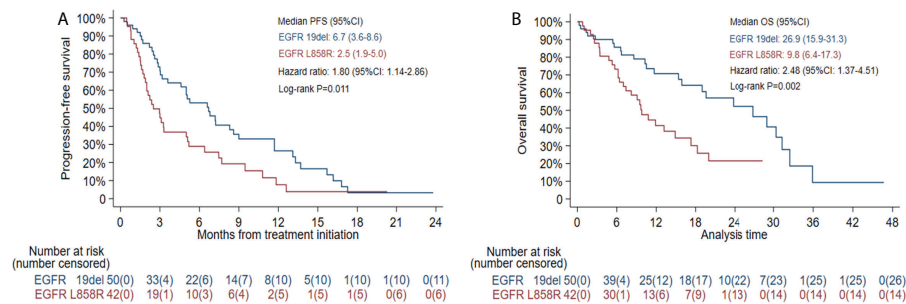 A
Progression-free survival
100%
90%
80%
70%
60%
50%
40%
30%
20%
10%
0
Median PFS (95%CI)
EGFR 19del: 6.7 (3.6-8.6)
EGFR L858R: 2.5 (1.9-5.0)
Hazard ratio: 1.80 (95%CI: 1.14-2.86)
Log-rank P=0.011
0 3 6 9 12 15 18 21 24
Months from treatment initiation
Number at risk
(number censored)
EGFR 19del 50(0) 33(4) 22(6) 14(7) 8(10) 5(10) 1(10) 1(10) 0(11)
EGFR L858R 42(0) 19(1) 10(3) 6(4) 2(5) 1(5) 1(5) 0(6) 0(6)
B
Overall survival
100%
90%
80%
70%
60%
50%
40%
30%
20%
10%
0
Median OS (95%CI)
EGFR 19del: 26.9 (15.9-31.3)
EGFR L858R: 9.8 (6.4-17.3)
Hazard ratio: 2.48 (95%CI: 1.37-4.51)
Log-rank P=0.002
0 6 12 18 24 30 36 42 48
Analysis time
Number at risk
(number censored)
EGFR 19del 50(0) 39(4) 25(12) 18(17) 10(22) 7(23) 1(25) 1(25) 0(26)
EGFR L858R 42(0) 30(1) 13(6) 7(9) 1(13) 0(14) 0(14) 0(14) 0(14)